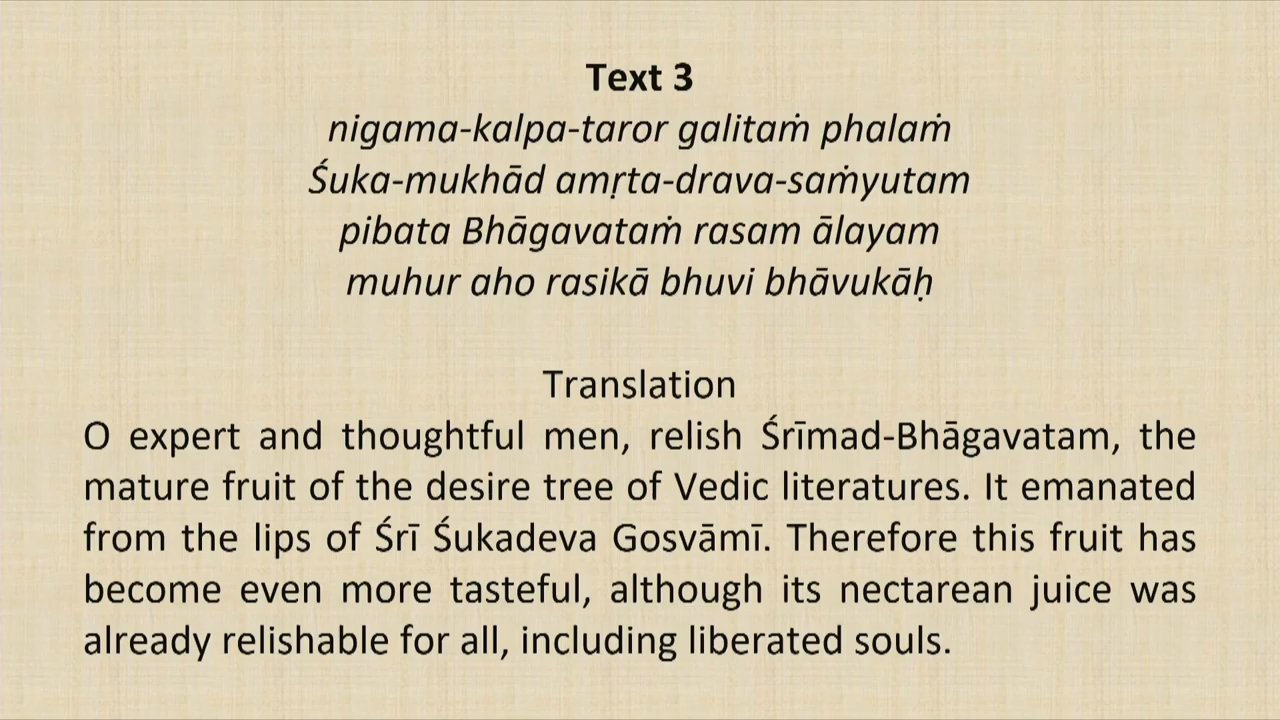 Text 3
nigama-kalpa-taror galitaṁ phalaṁ
Śuka-mukhād amṛta-drava-saṁyutam
pibata Bhāgavataṁ rasam ālayam
muhur aho rasikā bhuvi bhāvukāḥ
Translation
O expert and thoughtful men, relish Śrīmad-Bhāgavatam, the
mature fruit of the desire tree of Vedic literatures. It emanated
from the lips of Śrī Śukadeva Gosvāmī. Therefore this fruit has
become even more tasteful, although its nectarean juice was
already relishable for all, including liberated souls.